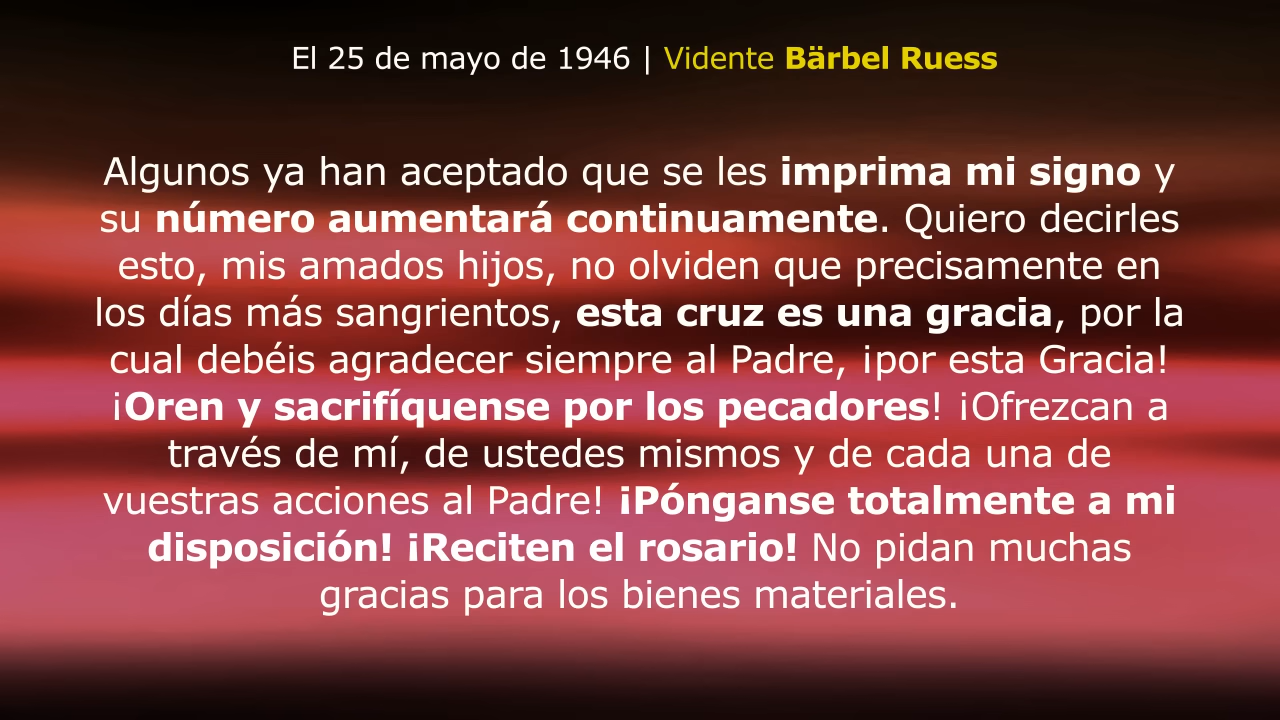 El 25 de mayo de 1946 | Vidente Bärbel Ruess
Algunos ya han aceptado que se les imprima mi signo y
su número aumentará continuamente. Quiero decirles
esto, mis amados hijos, no olviden que precisamente en
los días más sangrientos, esta cruz es una gracia, por la
cual debéis agradecer siempre al Padre, ¡por esta Gracia!
¡Oren y sacrifíquense por los pecadores! ¡Ofrezcan a
través de mí, de ustedes mismos y de cada una de
vuestras acciones al Padre! ¡Pónganse totalmente a mi
disposición! ¡Reciten el rosario! No pidan muchas
gracias para los bienes materiales.